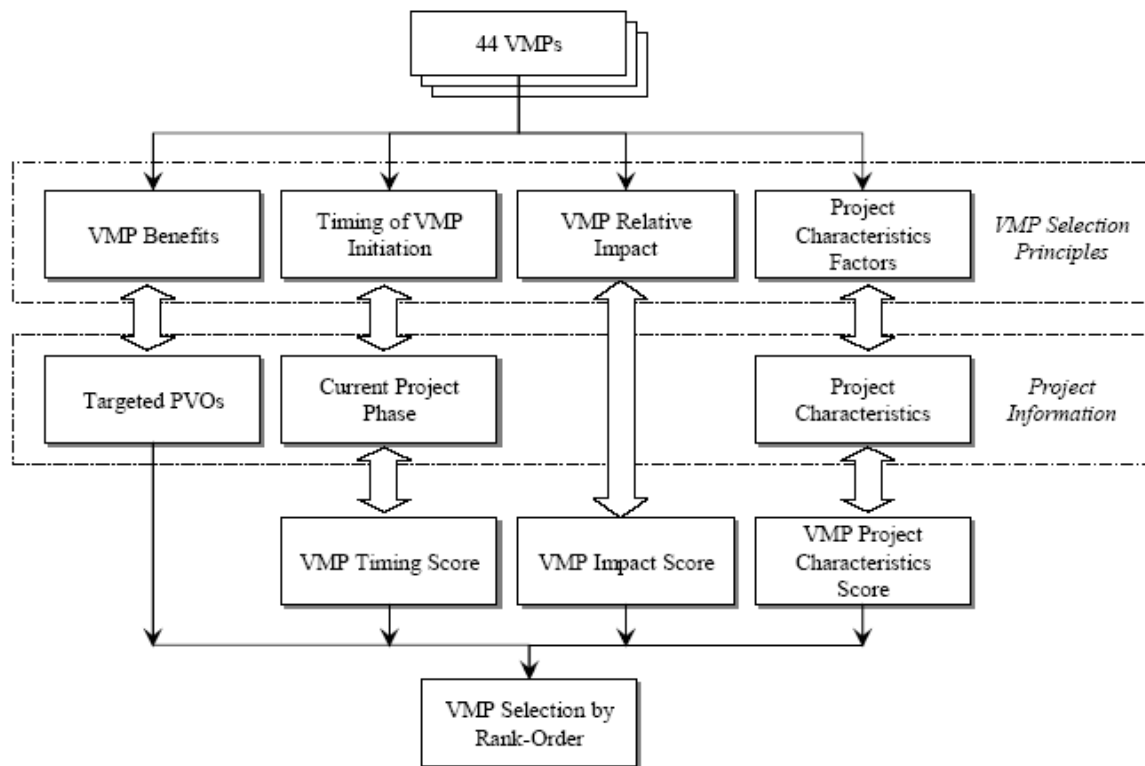 44 VMPs
VMP Benefits
Timing of VMP
Initiation
VMP Relative
Impact
Project
Characteristics
Factors
VMP Selection
Principles
Targeted PVOs
Current Project
Phase
Project
Characteristics
Project
Information
VMP Timing Score
VMP Impact Score
VMP Project
Characteristics
Score
VMP Selection by
Rank-Order